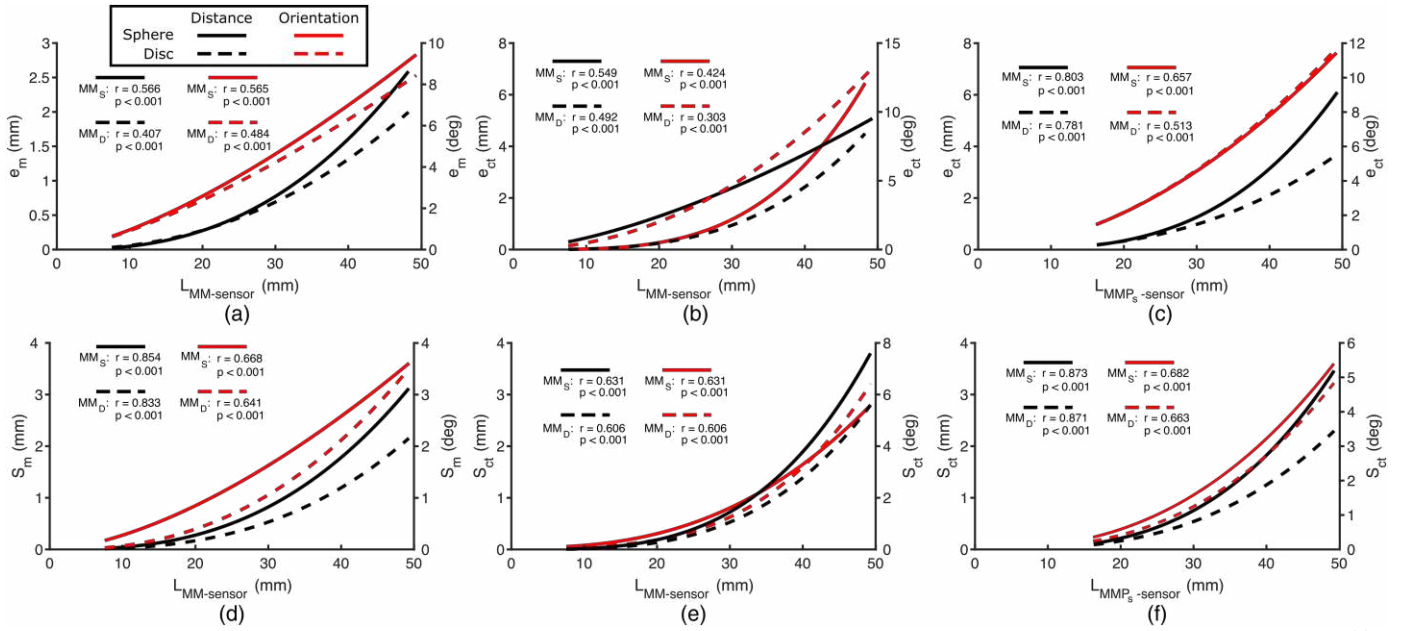 Distance Orientation
Sphere
Disc
3
2.5
2
1.5
1
0.5
0
e_m (mm)
10
8
6
4
2
0
e_m (deg)
MM_S: r = 0.566
p < 0.001
MM_S: r = 0.565
p < 0.001
MM_D: r = 0.407
p < 0.001
MM_D: r = 0.484
p < 0.001
0 10 20 30 40 50
L_MM-sensor (mm)
(a)
8
6
4
2
0
e_ct (mm)
15
10
5
0
e_ct (deg)
MM_S: r = 0.549
p < 0.001
MM_S: r = 0.424
p < 0.001
MM_D: r = 0.492
p < 0.001
MM_D: r = 0.303
p < 0.001
0 10 20 30 40 50
L_MM-sensor (mm)
(b)
8
6
4
2
0
e_ct (mm)
12
10
8
6
4
2
0
e_ct (deg)
MM_S: r = 0.803
p < 0.001
MM_S: r = 0.657
p < 0.001
MM_D: r = 0.781
p < 0.001
MM_D: r = 0.513
p < 0.001
0 10 20 30 40 50
L_MMP_s -sensor (mm)
(c)
4
3
2
1
0
S_m (mm)
4
3
2
1
0
S_m (deg)
MM_S: r = 0.854
p < 0.001
MM_S: r = 0.668
p < 0.001
MM_D: r = 0.833
p < 0.001
MM_D: r = 0.641
p < 0.001
0 10 20 30 40 50
L_MM-sensor (mm)
(d)
4
3
2
1
0
S_ct (mm)
8
6
4
2
0
S_ct (deg)
MM_S: r = 0.631
p < 0.001
MM_S: r = 0.631
p < 0.001
MM_D: r = 0.606
p < 0.001
MM_D: r = 0.606
p < 0.001
0 10 20 30 40 50
L_MM-sensor (mm)
(e)
4
3
2
1
0
S_ct (mm)
6
5
4
3
2
1
0
S_ct (deg)
MM_S: r = 0.873
p < 0.001
MM_S: r = 0.682
p < 0.001
MM_D: r = 0.871
p < 0.001
MM_D: r = 0.663
p < 0.001
0 10 20 30 40 50
L_MMP_s -sensor (mm)
(f)